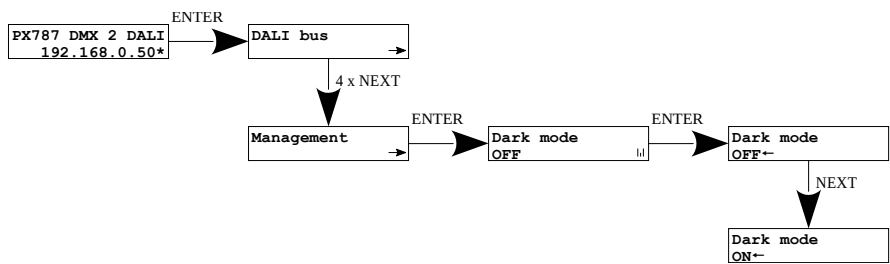 ENTER
PX787 DMX 2 DALI
192.168.0.50*
DALI bus
4 x NEXT
Management
ENTER
Dark mode
OFF
ENTER
Dark mode
OFF←
NEXT
Dark mode
ON←